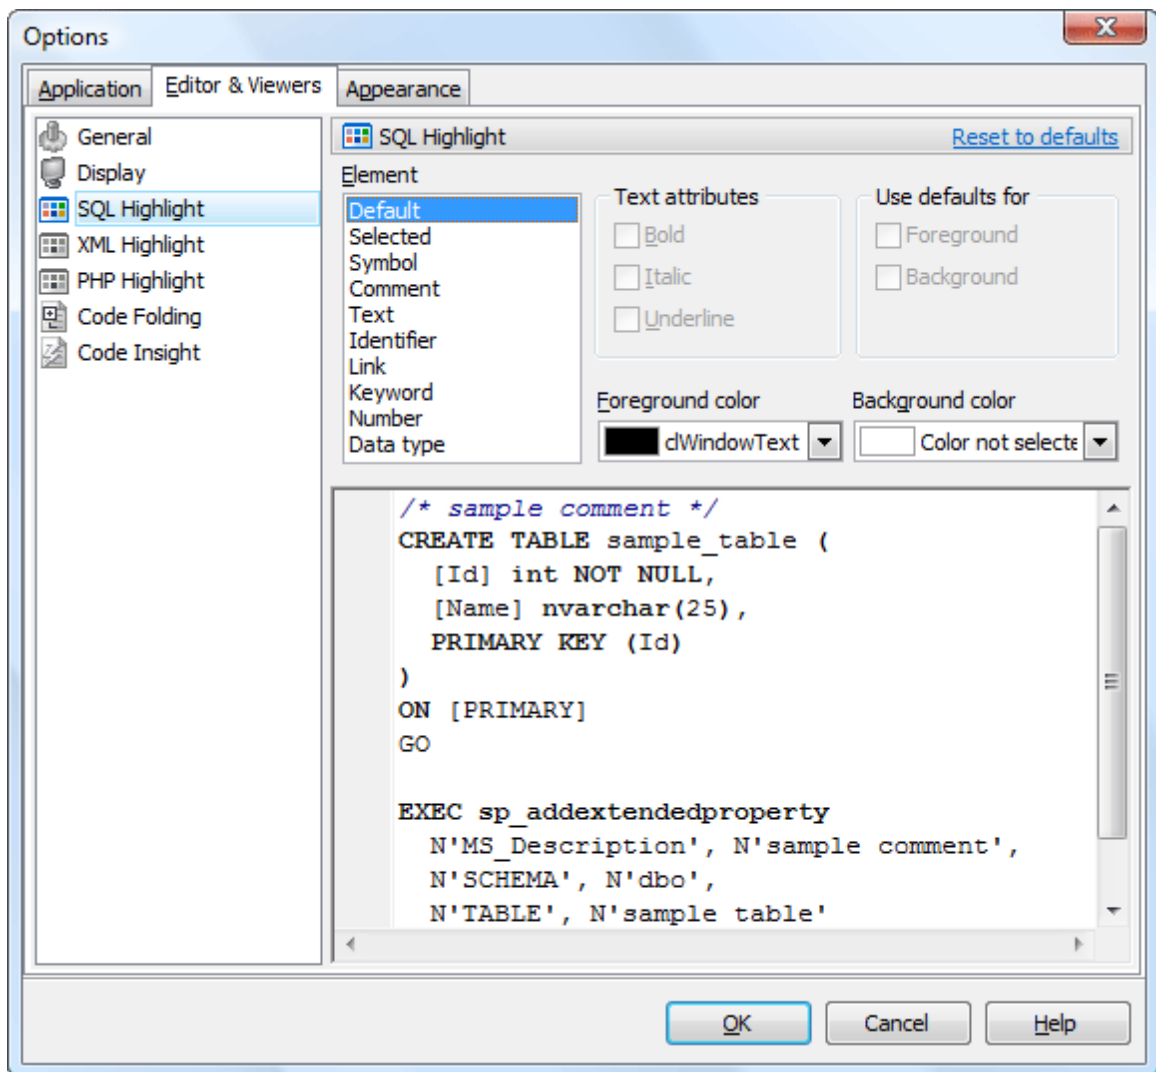 Options
Application Editor & Viewers Appearance
General
Display
SQL Highlight
XML Highlight
PHP Highlight
Code Folding
Code Insight
SQL Highlight Reset to defaults
Element
Default
Selected
Symbol
Comment
Text
Identifier
Link
Keyword
Number
Data type
Text attributes
Bold
Italic
Underline
Use defaults for
Foreground
Background
Foreground color
clWindowText
Background color
Color not selecte
/* sample comment */
CREATE TABLE sample_table (
[Id] int NOT NULL,
[Name] nvarchar(25),
PRIMARY KEY (Id)
)
ON [PRIMARY]
GO
EXEC sp_addextendedproperty
N'MS_Description', N'sample comment',
N'SCHEMA', N'dbo',
N'TABLE', N'sample table'
OK Cancel Help